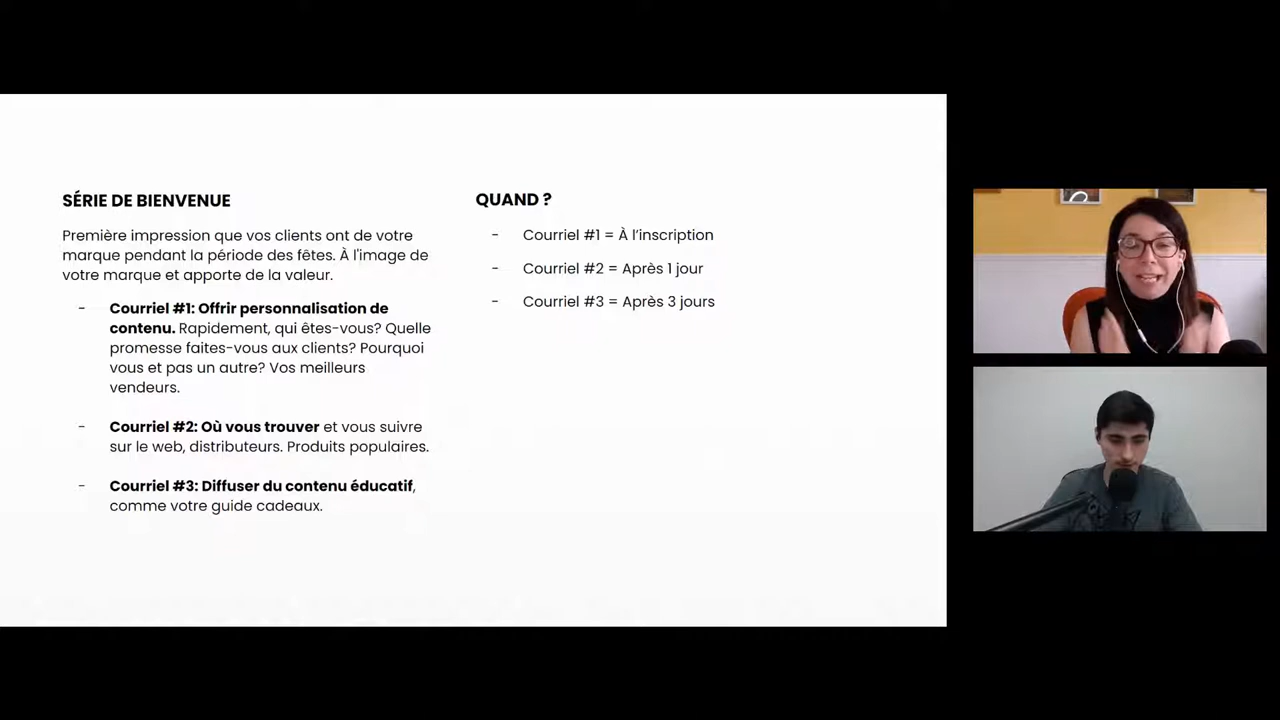 SÉRIE DE BIENVENUE
Première impression que vos clients ont de votre
marque pendant la période des fêtes. À l'image de
votre marque et apporte de la valeur.
- Courriel #1: Offrir personnalisation de
contenu. Rapidement, qui êtes-vous? Quelle
promesse faites-vous aux clients? Pourquoi
vous et pas un autre? Vos meilleurs
vendeurs.
- Courriel #2: Où vous trouver et vous suivre
sur le web, distributeurs. Produits populaires.
- Courriel #3: Diffuser du contenu éducatif,
comme votre guide cadeaux.
QUAND ?
- Courriel #1 = À l’inscription
- Courriel #2 = Après 1 jour
- Courriel #3 = Après 3 jours